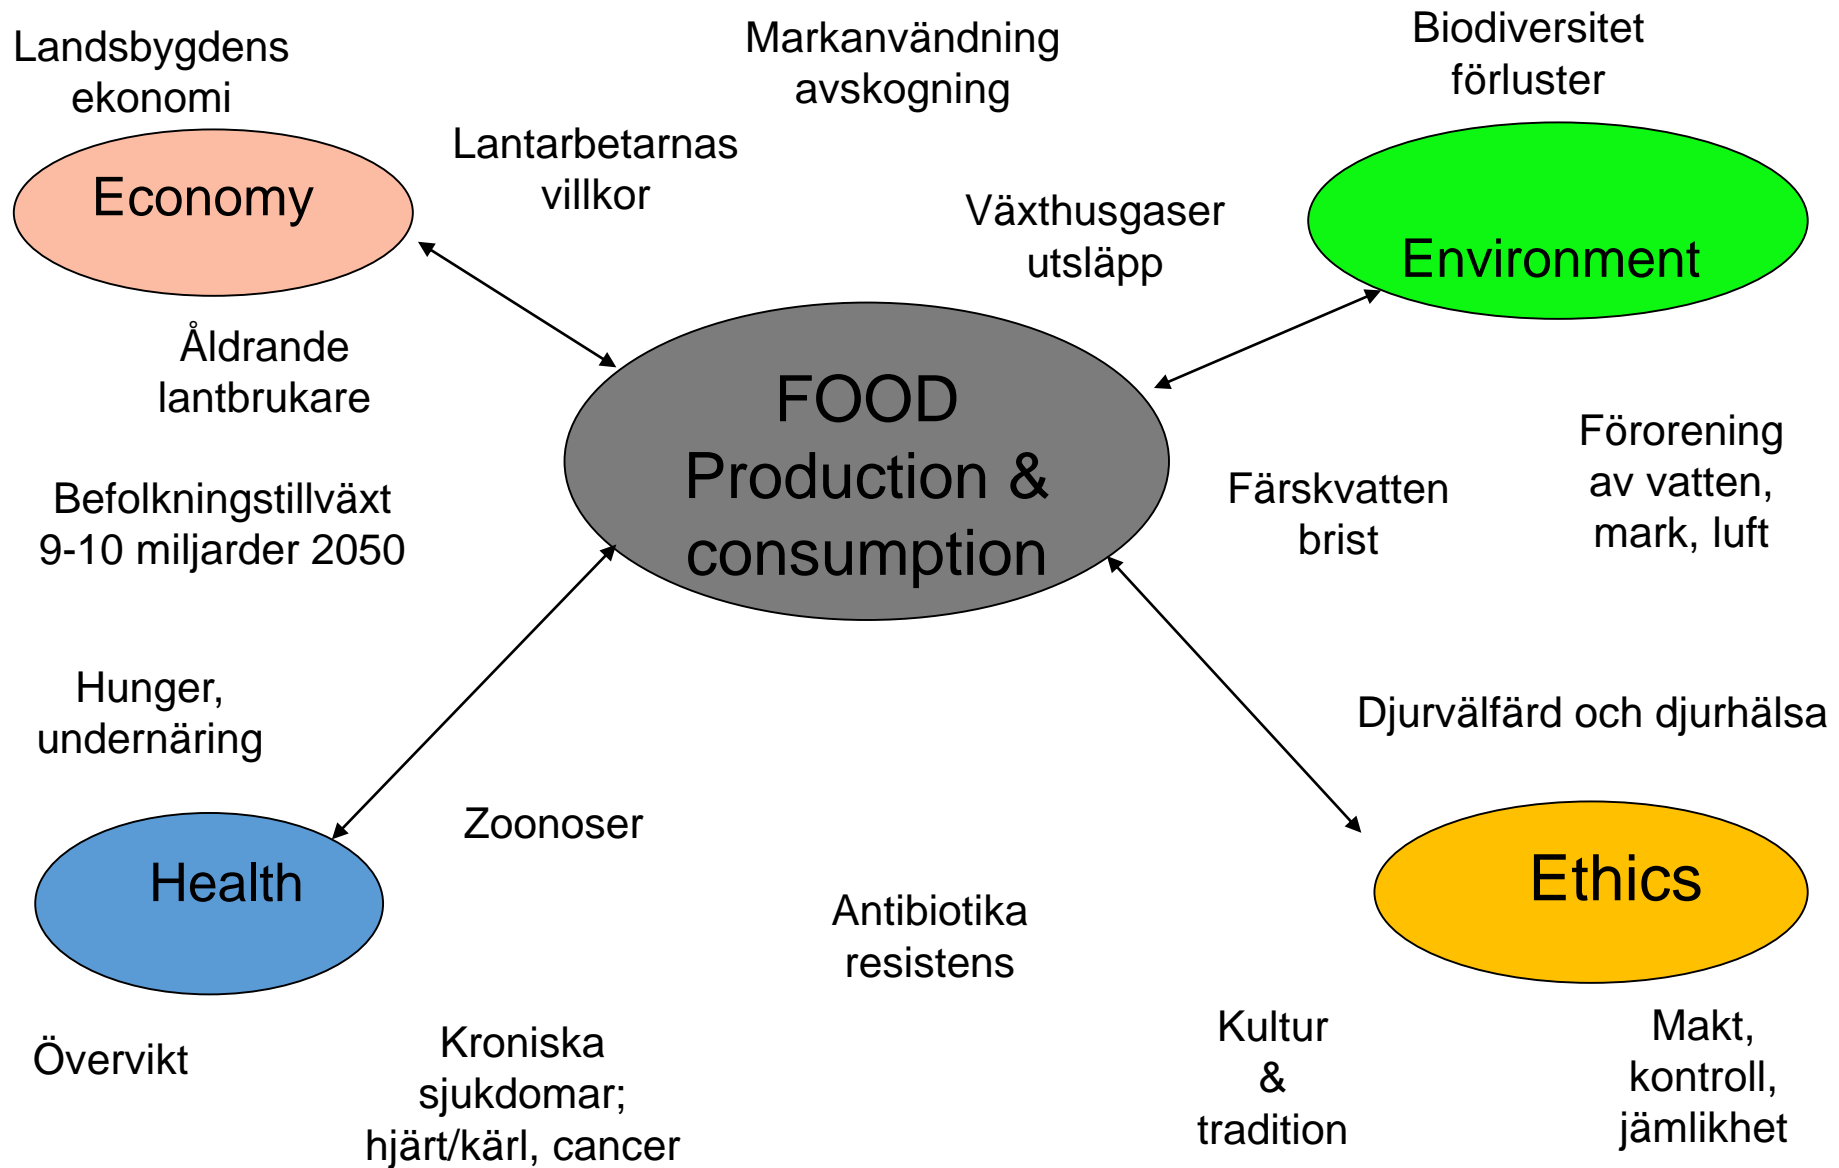 Landsbygdens
ekonomi
Markanvändning
avskogning
Biodiversitet
förluster
Lantarbetarnas
villkor
Economy
Växthusgaser
utsläpp
Environment
Åldrande
lantbrukare
FOOD
Production &
consumption
Befolkningstillväxt
9-10 miljarder 2050
Färskvatten
brist
Förorening
av vatten,
mark, luft
Hunger,
undernäring
Djurvälfärd och djurhälsa
Zoonoser
Health
Antibiotika
resistens
Ethics
Övervikt
Kroniska
sjukdomar;
hjärt/kärl, cancer
Kultur
&
tradition
Makt,
kontroll,
jämlikhet